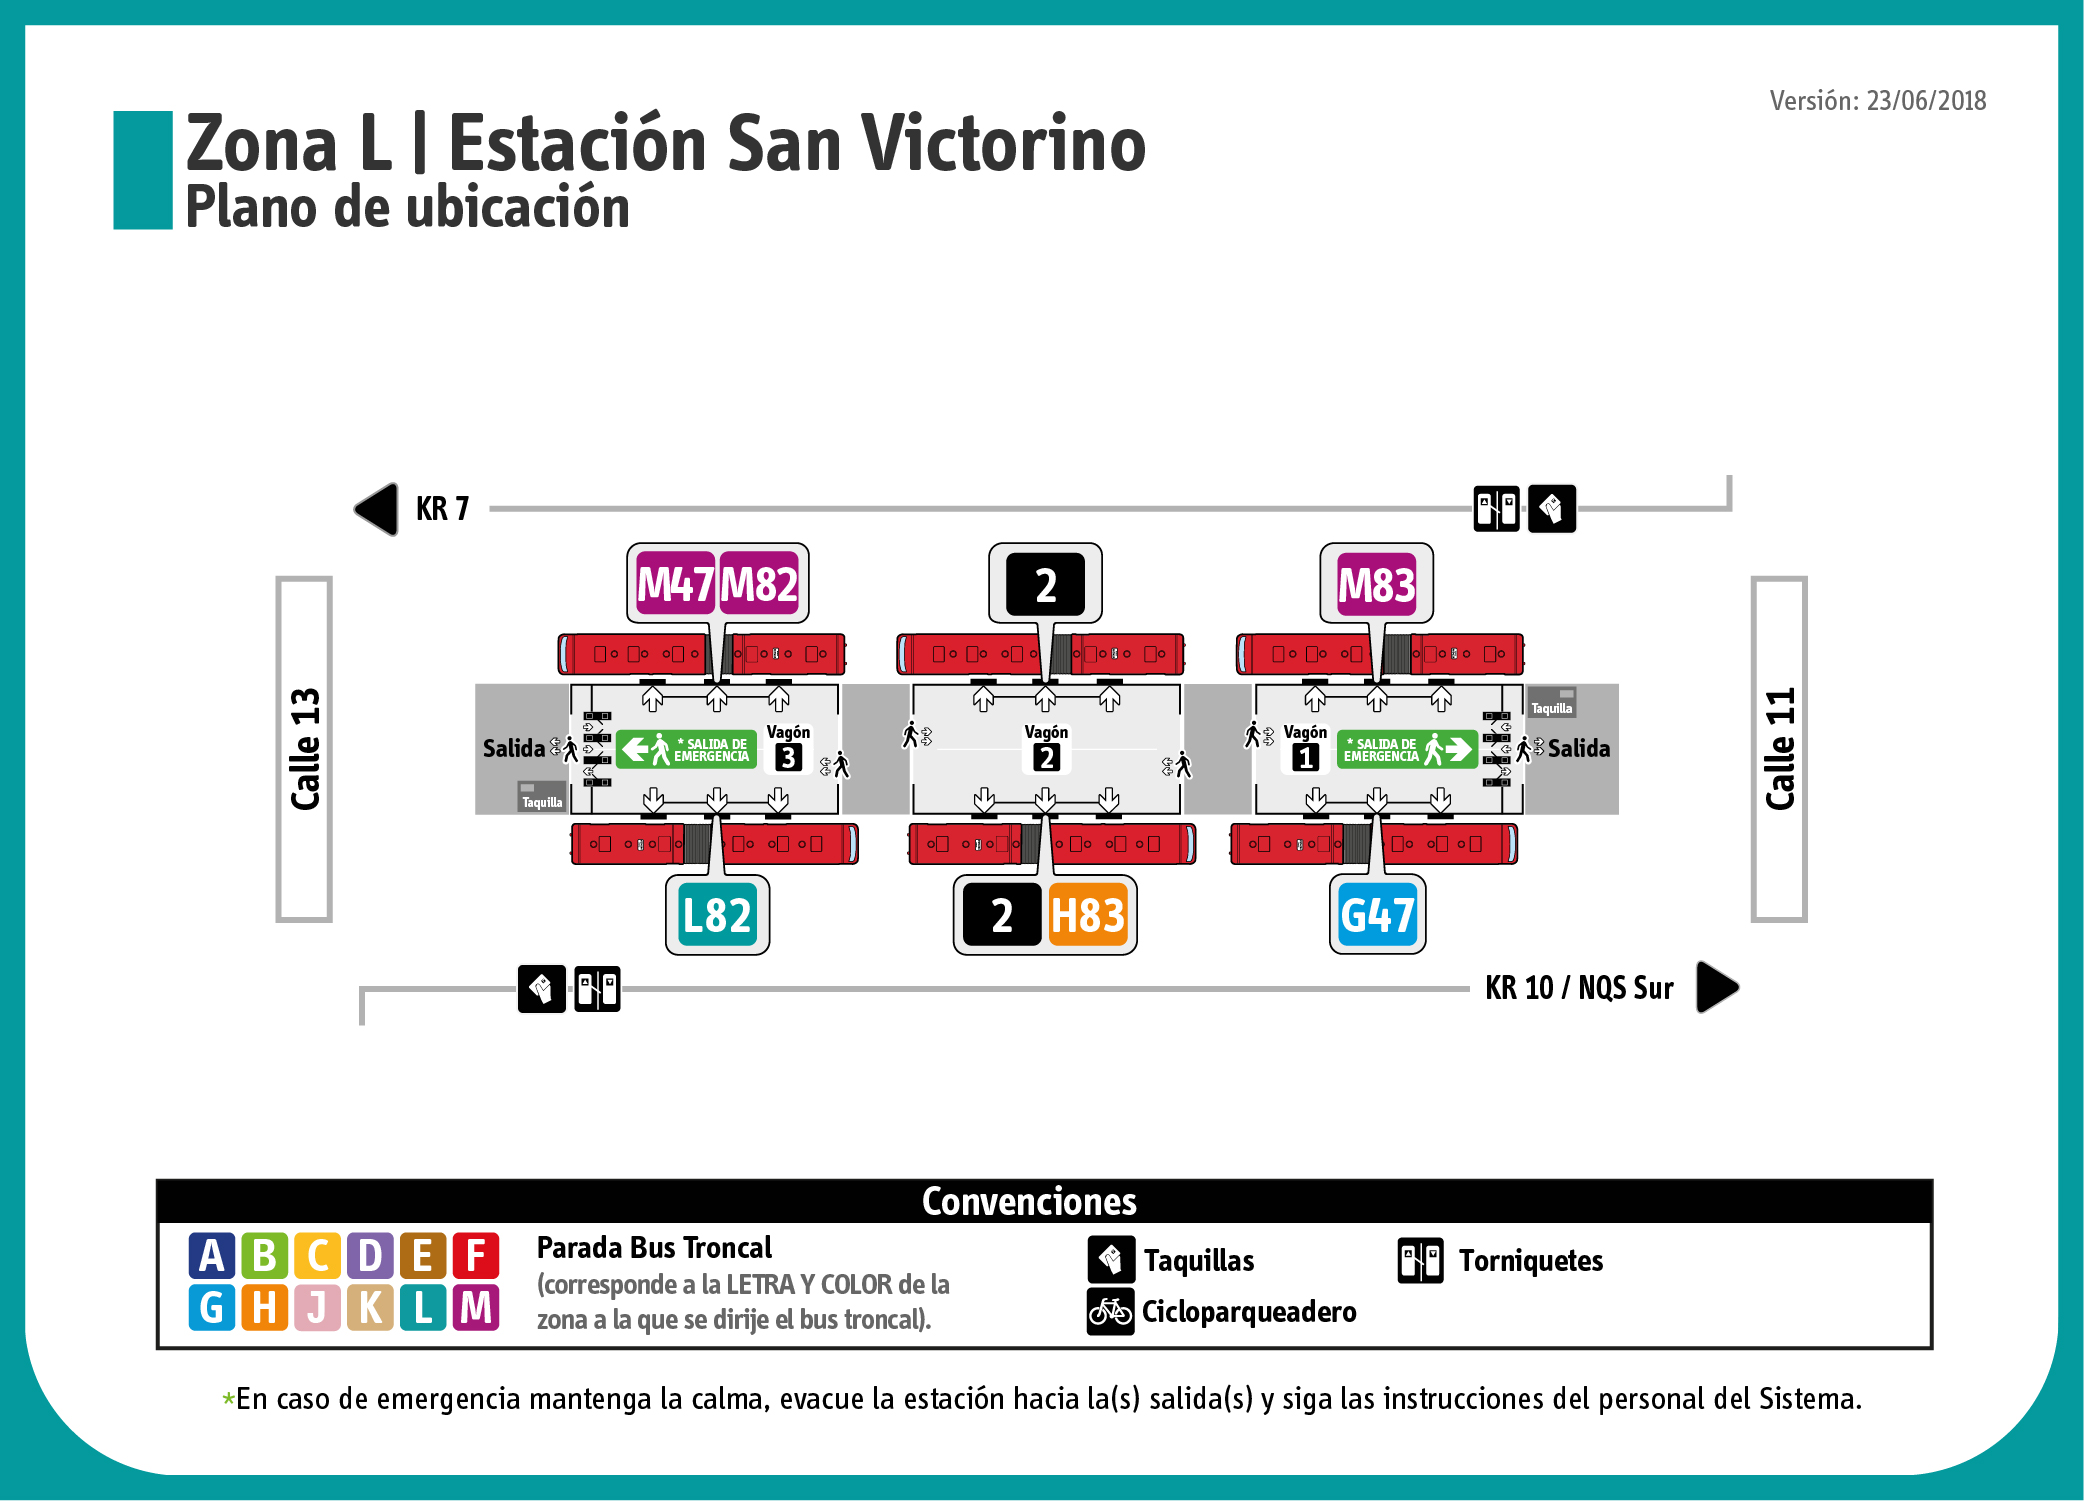 Versión: 23/06/2018
Zona L | Estación San Victorino
Plano de ubicación
KR 7
M47 M82
2
M83
Calle 13
Calle 11
Salida
Taquilla
* SALIDA DE
EMERGENCIA
Vagón
3
Vagón
2
Vagón
1
* SALIDA DE
EMERGENCIA
Taquilla
Salida
L82
2 H83
G47
KR 10 / NQS Sur
Convenciones
A B C D E F
G H J K L M
Parada Bus Troncal
(corresponde a la LETRA Y COLOR de la
zona a la que se dirije el bus troncal).
Taquillas
Cicloparqueadero
Torniquetes
*En caso de emergencia mantenga la calma, evacue la estación hacia la(s) salida(s) y siga las instrucciones del personal del Sistema.